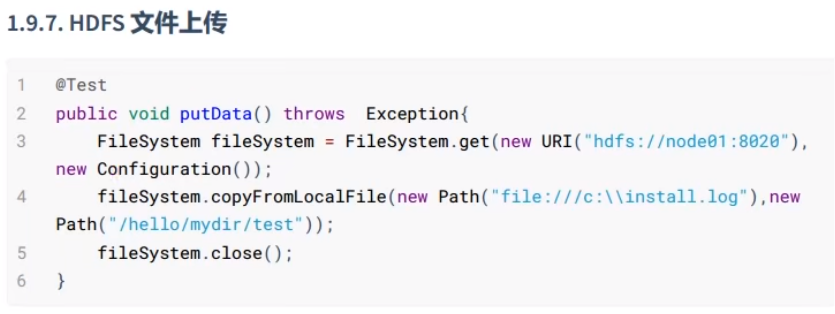 1.9.7. HDFS 文件上传
1 @Test
2 public void putData() throws  Exception{
3     FileSystem fileSystem = FileSystem.get(new URI("hdfs://node01:8020"),
new Configuration());
4     fileSystem.copyFromLocalFile(new Path("file:///c:\\install.log"),new
Path("/hello/mydir/test"));
5     fileSystem.close();
6 }